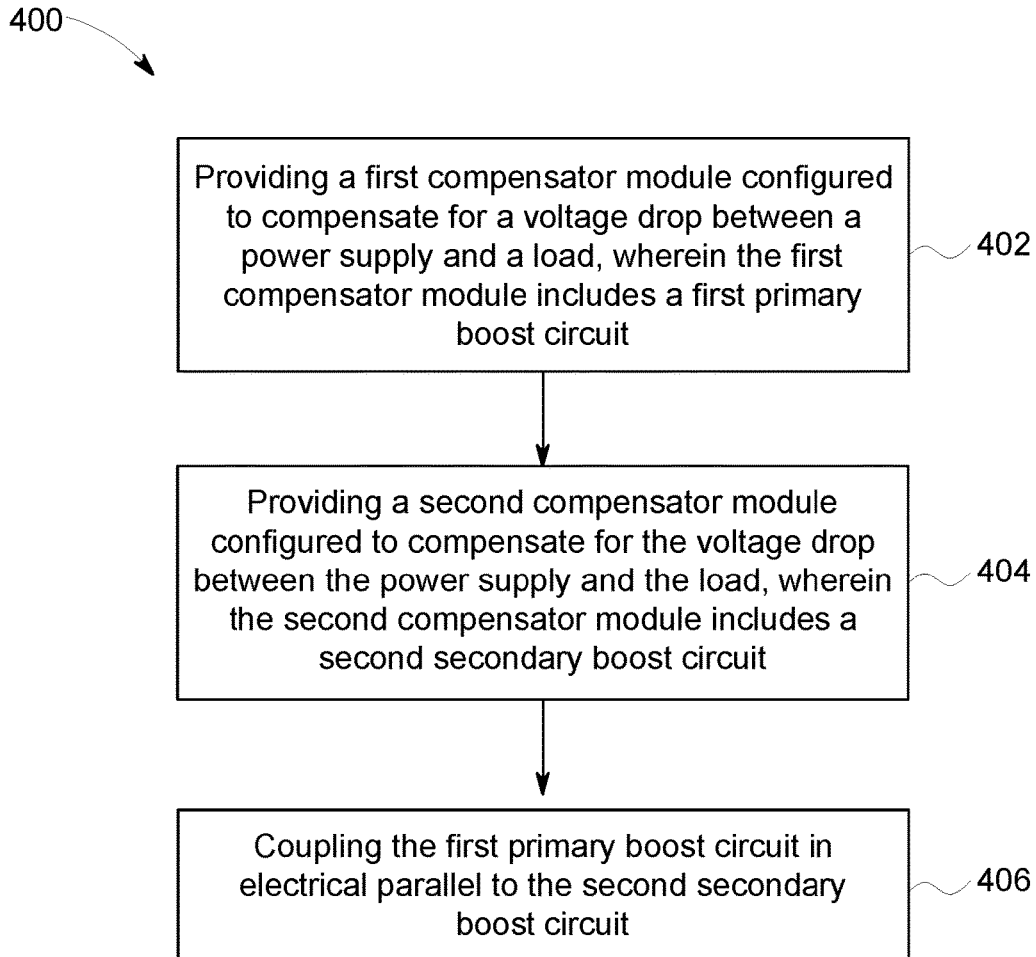 400
Providing a first compensator module configured
to compensate for a voltage drop between a
power supply and a load, wherein the first
compensator module includes a first primary
boost circuit
402
Providing a second compensator module
configured to compensate for the voltage drop
between the power supply and the load, wherein
the second compensator module includes a
second secondary boost circuit
404
Coupling the first primary boost circuit in
electrical parallel to the second secondary
boost circuit
406